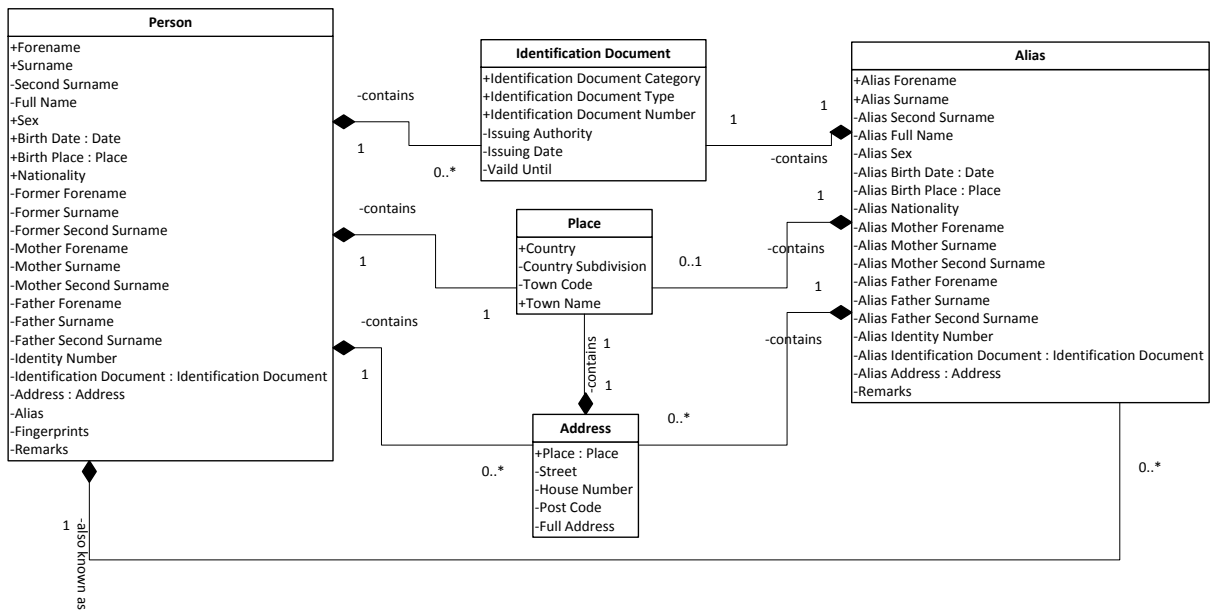 Person
+Forename
+Surname
-Second Surname
-Full Name
+Sex
+Birth Date : Date
+Birth Place : Place
+Nationality
-Former Forename
-Former Surname
-Former Second Surname
-Mother Forename
-Mother Surname
-Mother Second Surname
-Father Forename
-Father Surname
-Father Second Surname
-Identity Number
-Identification Document : Identification Document
-Address : Address
-Alias
-Fingerprints
-Remarks
-contains
1
0..*
-contains
1
1
-contains
1
0..*
1
-also known as
Identification Document
+Identification Document Category
+Identification Document Type
+Identification Document Number
-Issuing Authority
-Issuing Date
-Vaild Until
Place
+Country
-Country Subdivision
-Town Code
+Town Name
-contains
1
1
Address
+Place : Place
-Street
-House Number
-Post Code
-Full Address
1
1
-contains
1
0..1
-contains
1
0..*
-contains
Alias
+Alias Forename
+Alias Surname
-Alias Second Surname
-Alias Full Name
-Alias Sex
-Alias Birth Date : Date
-Alias Birth Place : Place
-Alias Nationality
-Alias Mother Forename
-Alias Mother Surname
-Alias Mother Second Surname
-Alias Father Forename
-Alias Father Surname
-Alias Father Second Surname
-Alias Identity Number
-Alias Identification Document : Identification Document
-Alias Address : Address
-Remarks
0..*